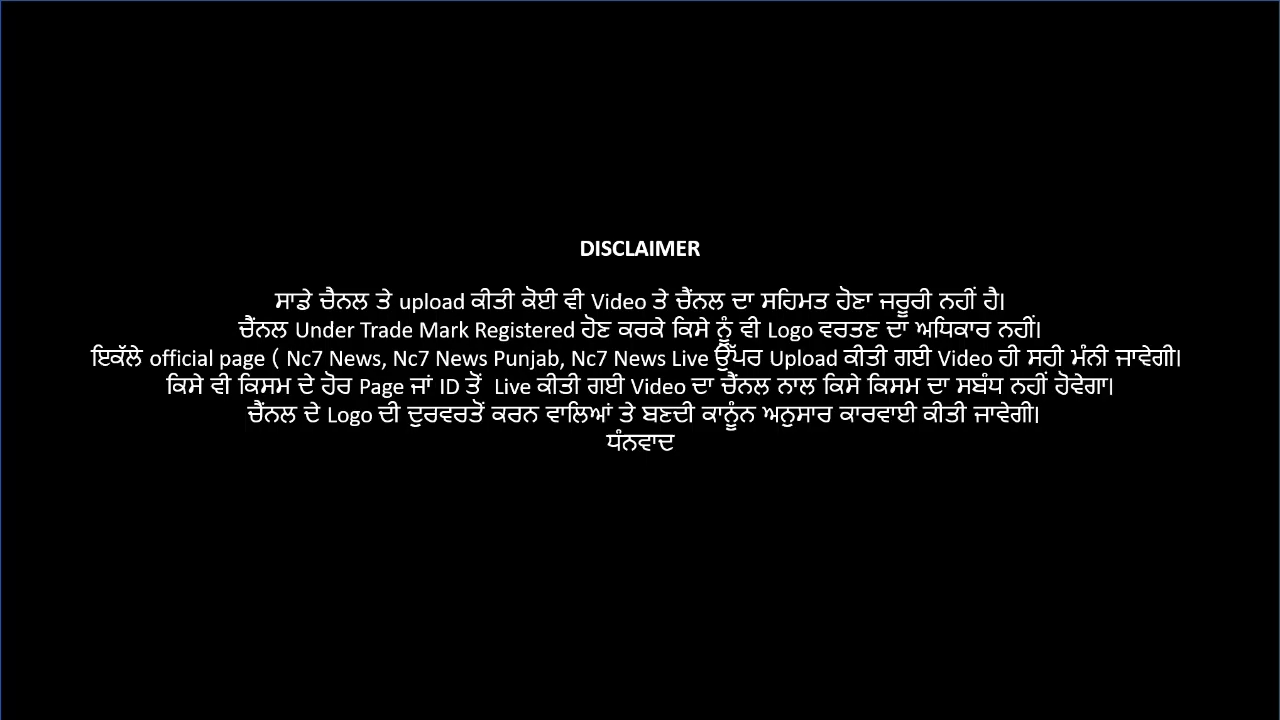 DISCLAIMER
ਸਾਡੇ ਚੈਨਲ ਤੇ upload ਕੀਤੀ ਕੋਈ ਵੀ Video ਤੇ ਚੈਂਨਲ ਦਾ ਸਹਿਮਤ ਹੋਣਾ ਜਰੂਰੀ ਨਹੀਂ ਹੈ।
ਚੈਂਨਲ Under Trade Mark Registered ਹੋਣ ਕਰਕੇ ਕਿਸੇ ਨੂੰ ਵੀ Logo ਵਰਤਣ ਦਾ ਅਧਿਕਾਰ ਨਹੀਂ।
ਇਕੱਲੇ official page ( Nc7 News, Nc7 News Punjab, Nc7 News Live ਉੱਪਰ Upload ਕੀਤੀ ਗਈ Video ਹੀ ਸਹੀ ਮੰਨੀ ਜਾਵੇਗੀ।
ਕਿਸੇ ਵੀ ਕਿਸਮ ਦੇ ਹੋਰ Page ਜਾਂ ID ਤੋਂ Live ਕੀਤੀ ਗਈ Video ਦਾ ਚੈਂਨਲ ਨਾਲ ਕਿਸੇ ਕਿਸਮ ਦਾ ਸਬੰਧ ਨਹੀਂ ਹੋਵੇਗਾ।
ਚੈਂਨਲ ਦੇ Logo ਦੀ ਦੁਰਵਰਤੋਂ ਕਰਨ ਵਾਲਿਆਂ ਤੇ ਬਣਦੀ ਕਾਨੂੰਨ ਅਨੁਸਾਰ ਕਾਰਵਾਈ ਕੀਤੀ ਜਾਵੇਗੀ।
ਧੰਨਵਾਦ